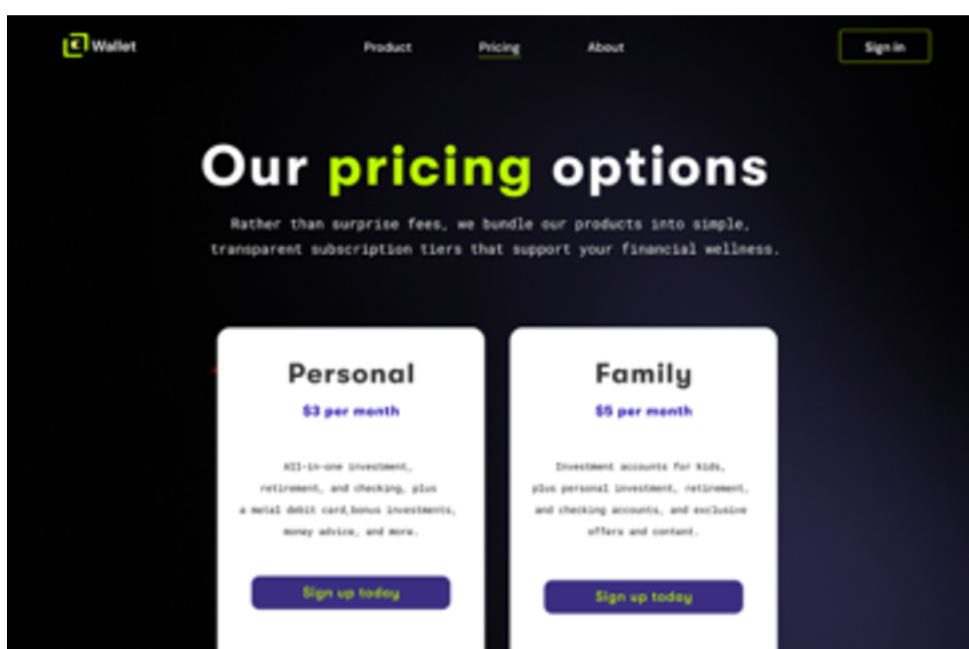 Wallet
Product
Pricing
About
Sign in
Our pricing options
Rather than surprise fees, we bundle our products into simple,
transparent subscription tiers that support your financial wellness.
Personal
$3 per month
All-in-one investment,
retirement, and checking, plus
a metal debit card,bonus investments,
money advice, and more.
Sign up today
Family
$5 per month
Investment accounts for kids,
plus personal investment, retirement,
and checking accounts, and exclusive
offers and content.
Sign up today